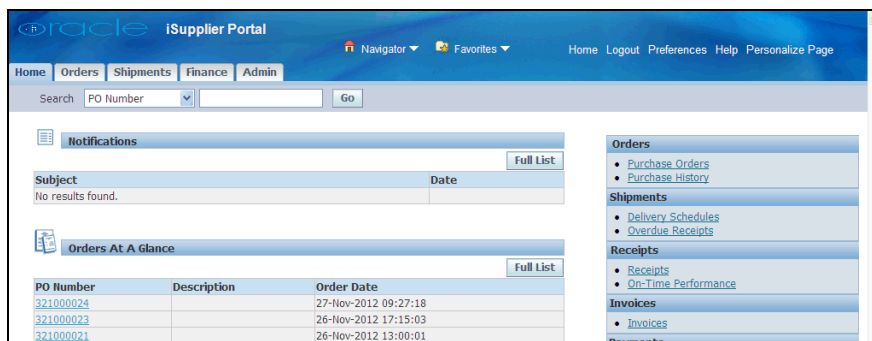 oracle iSupplier Portal
Navigator Favorites Home Logout Preferences Help Personalize Page
Home Orders Shipments Finance Admin
Search PO Number Go
Notifications
Full List
Subject Date
No results found.
Orders At A Glance
Full List
PO Number Description Order Date
321000024 27-Nov-2012 09:27:18
321000023 26-Nov-2012 17:15:03
321000021 26-Nov-2012 13:00:01
Orders
• Purchase Orders
• Purchase History
Shipments
• Delivery Schedules
• Overdue Receipts
Receipts
• Receipts
• On-Time Performance
Invoices
• Invoices
Payments